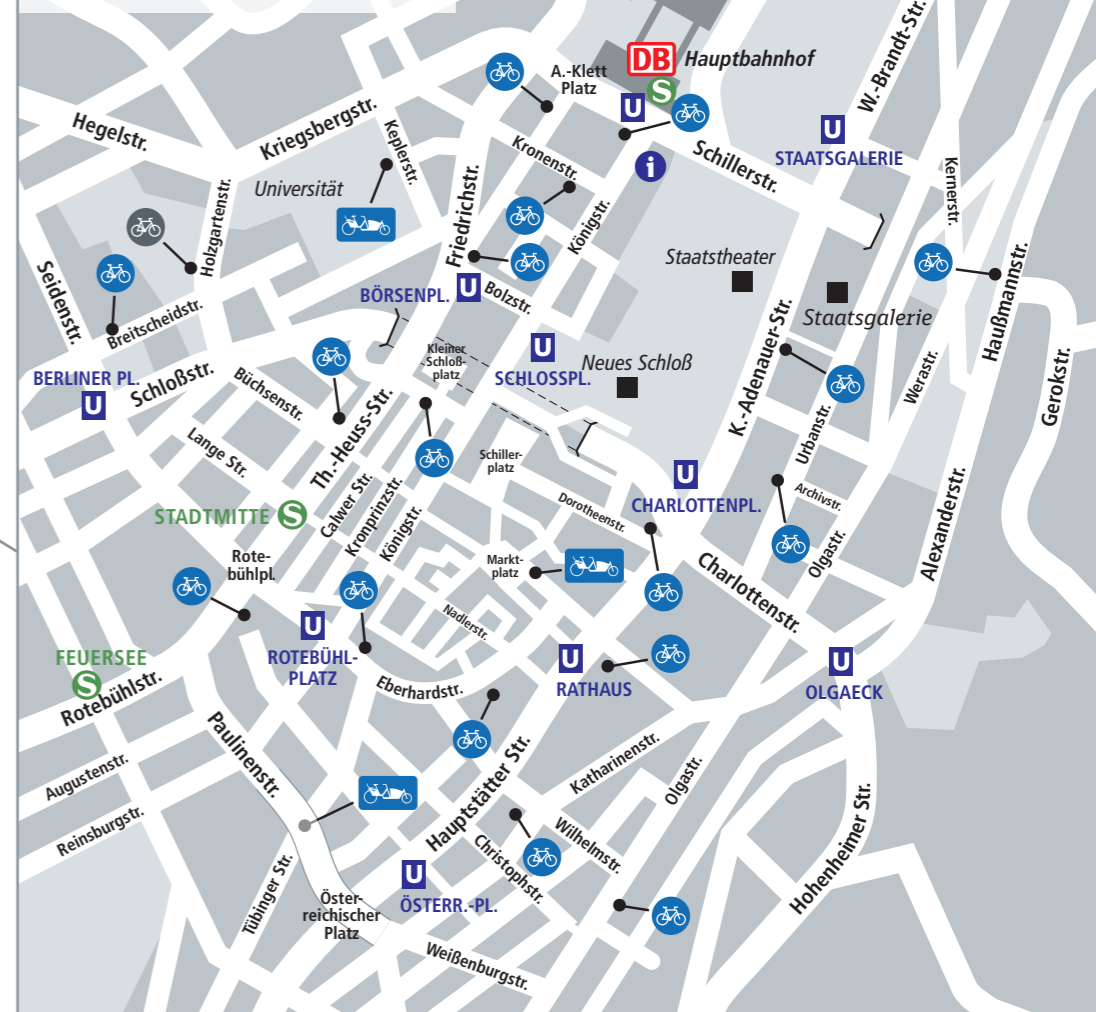 DB
Hauptbahnhof
S
U
i
A.-Klett
Platz
W.-Brandt-Str.
Hegelstr.
Kriegsbergstr.
Keplerstr.
Kronenstr.
Schillerstr.
U
STAATSGALERIE
Kernerstr.
Universität
Holzgartenstr.
Friedrichstr.
Königstr.
Staatstheater
Seidenstr.
Breitscheidstr.
BÖRSENPL.
U
Bolzstr.
Staatsgalerie
Haußmannstr.
Kleiner
Schloß-
platz
U
SCHLOSSPL.
Neues Schloß
K.-Adenauer-Str.
Werastr.
Gerokstr.
BERLINER PL.
U
Schloßstr.
Büchsenstr.
Th.-Heuss-Str.
Urbanstr.
Lange Str.
Schiller-
platz
U
CHARLOTTENPL.
Archivstr.
STADTMITTE
S
Calwer Str.
Kronprinzstr.
Königstr.
Dorotheenstr.
Olgastr.
Alexanderstr.
Rote-
bühlpl.
Markt-
platz
Charlottenstr.
Nadlerstr.
U
ROTEBÜHL-
PLATZ
FEUERSEE
S
Rotebühlstr.
Eberhardstr.
U
RATHAUS
U
OLGAECK
Paulinenstr.
Augustenstr.
Reinsburgstr.
Hauptstätter Str.
Katharinenstr.
Olgastr.
Hohenheimer Str.
Wilhelmstr.
Christophstr.
Tübinger Str.
U
ÖSTERR.-PL.
Öster-
reichischer
Platz
Weißenburgstr.